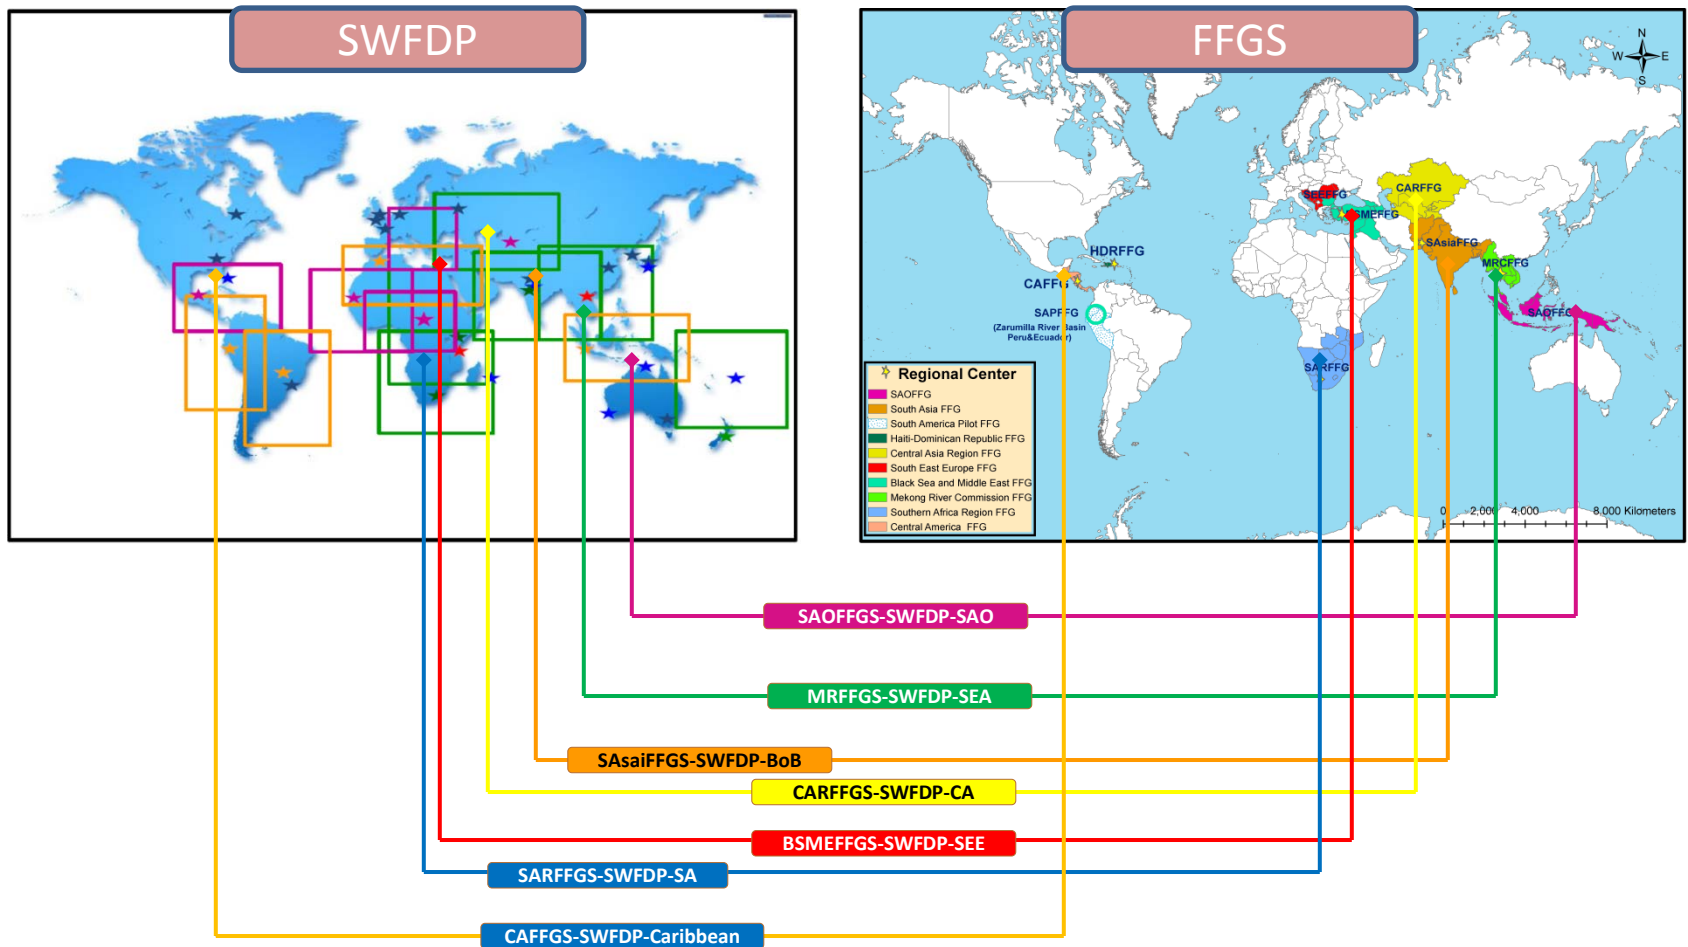 SWFDP
FFGS
N
W E
S
CARFFG
SEEFFG
SMEFFG
SAsiaFFG
HDRFFG
MRCFFG
CAFFG
SAPFFG
(Zarumilla River Basin
Peru&Ecuador)
SAOFFG
SARFFG
Regional Center
SAOFFG
South Asia FFG
South America Pilot FFG
Haiti-Dominican Republic FFG
Central Asia Region FFG
South East Europe FFG
Black Sea and Middle East FFG
Mekong River Commission FFG
Southern Africa Region FFG
Central America FFG
0 2,000 4,000 8 000 Kilometers
SAOFFGS-SWFDP-SAO
MRFFGS-SWFDP-SEA
SAsaiFFGS-SWFDP-BoB
CARFFGS-SWFDP-CA
BSMEFFGS-SWFDP-SEE
SARFFGS-SWFDP-SA
CAFFGS-SWFDP-Caribbean